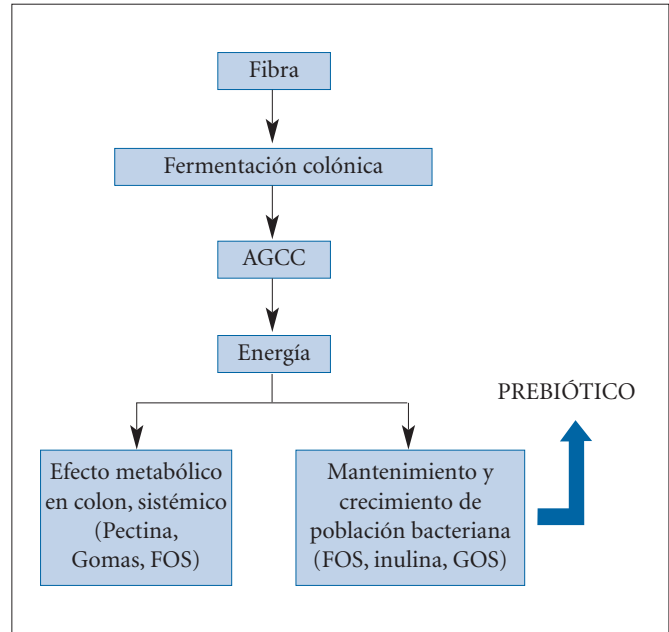 Fibra
Fermentación colónica
AGCC
Energía
PREBIÓTICO
Efecto metabólico
en colon, sistémico
(Pectina,
Gomas, FOS)
Mantenimiento y
crecimiento de
población bacteriana
(FOS, inulina, GOS)